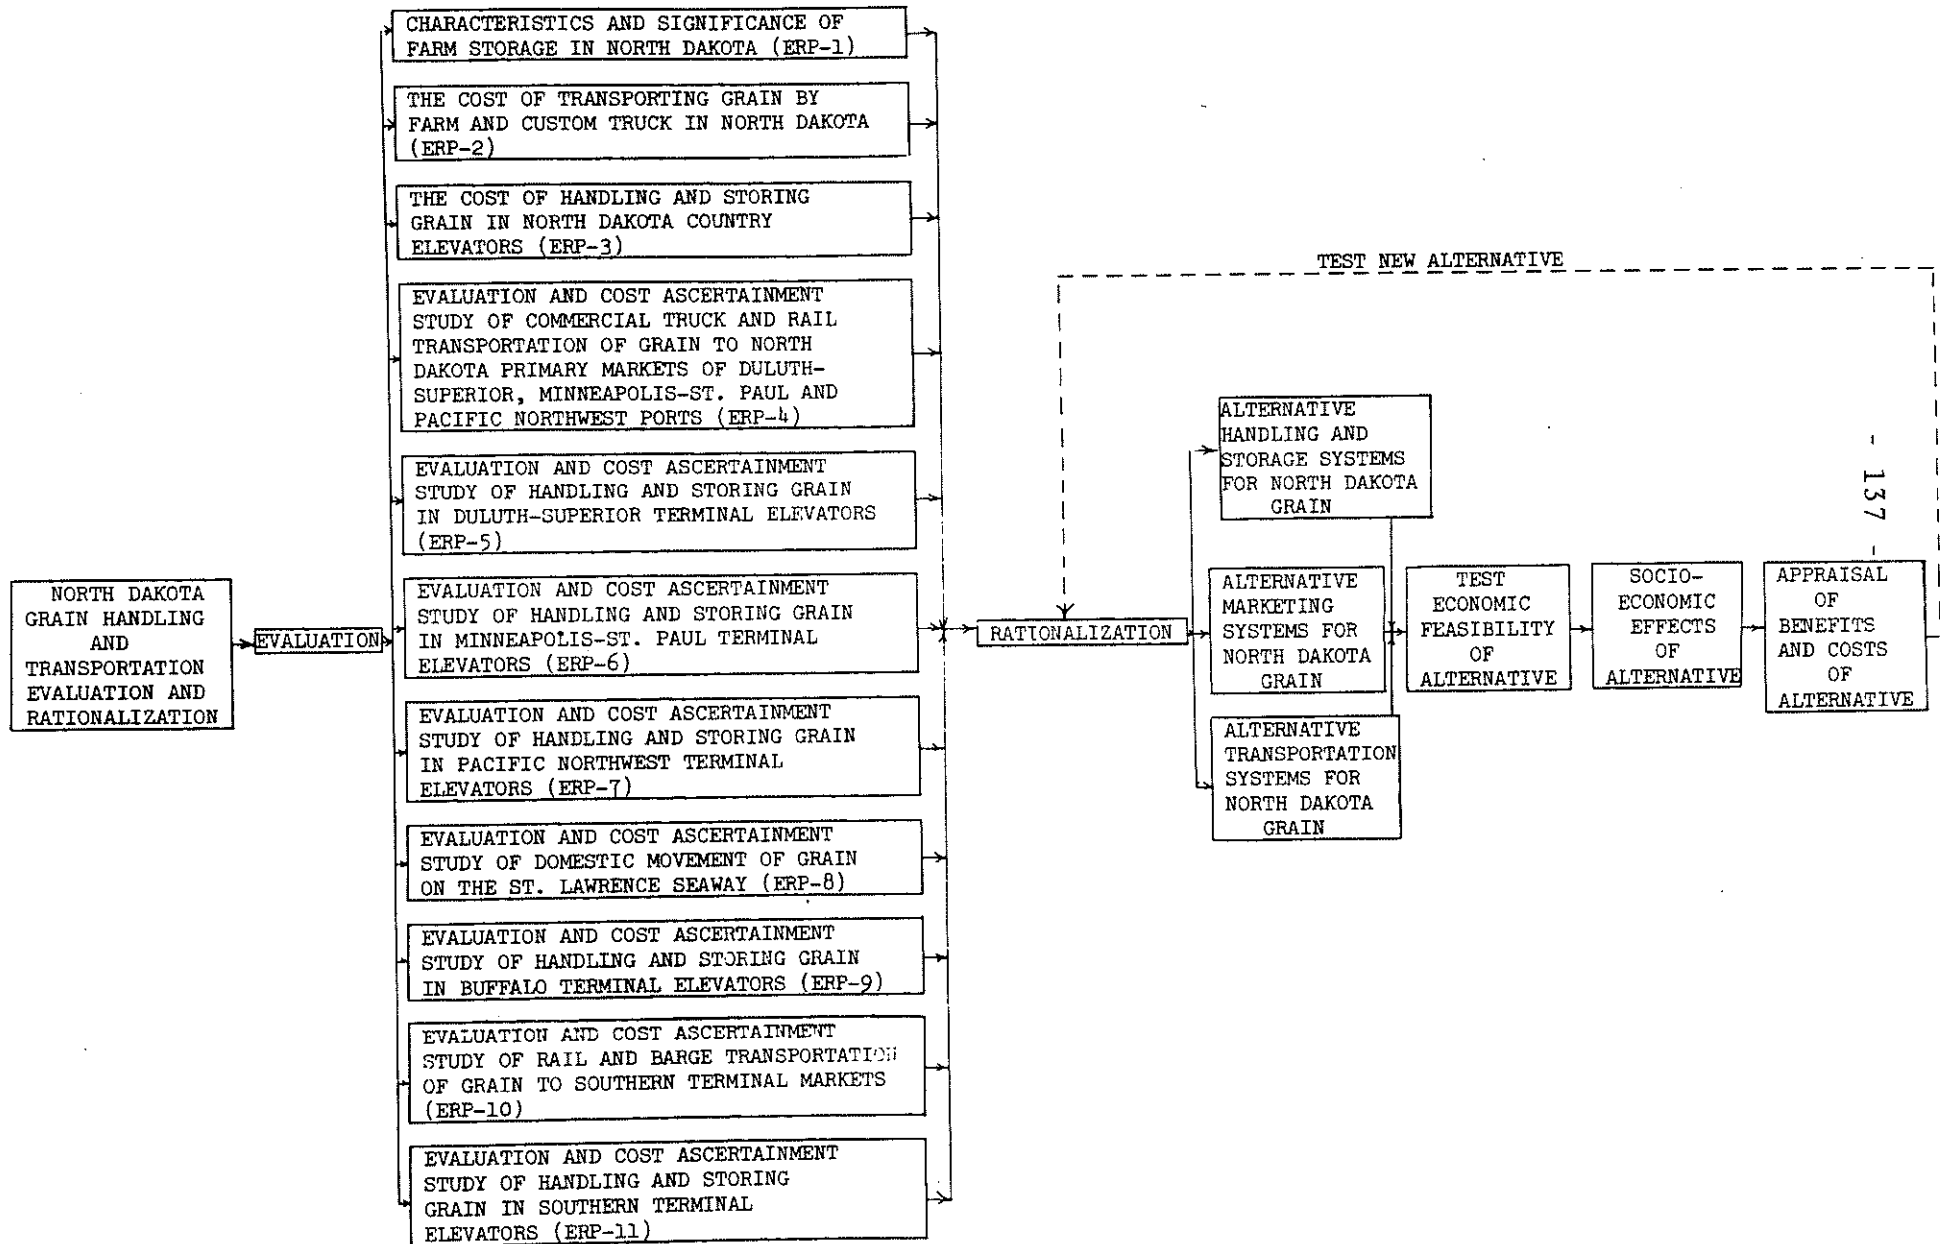 NORTH DAKOTA
GRAIN HANDLING
AND
TRANSPORTATION
EVALUATION AND
RATIONALIZATION
EVALUATION
CHARACTERISTICS AND SIGNIFICANCE OF
FARM STORAGE IN NORTH DAKOTA (ERP-1)
THE COST OF TRANSPORTING GRAIN BY
FARM AND CUSTOM TRUCK IN NORTH DAKOTA
(ERP-2)
THE COST OF HANDLING AND STORING
GRAIN IN NORTH DAKOTA COUNTRY
ELEVATORS (ERP-3)
EVALUATION AND COST ASCERTAINMENT
STUDY OF COMMERCIAL TRUCK AND RAIL
TRANSPORTATION OF GRAIN TO NORTH
DAKOTA PRIMARY MARKETS OF DULUTH-
SUPERIOR, MINNEAPOLIS-ST. PAUL AND
PACIFIC NORTHWEST PORTS (ERP-4)
EVALUATION AND COST ASCERTAINMENT
STUDY OF HANDLING AND STORING GRAIN
IN DULUTH-SUPERIOR TERMINAL ELEVATORS
(ERP-5)
EVALUATION AND COST ASCERTAINMENT
STUDY OF HANDLING AND STORING GRAIN
IN MINNEAPOLIS-ST. PAUL TERMINAL
ELEVATORS (ERP-6)
EVALUATION AND COST ASCERTAINMENT
STUDY OF HANDLING AND STORING GRAIN
IN PACIFIC NORTHWEST TERMINAL
ELEVATORS (ERP-7)
EVALUATION AND COST ASCERTAINMENT
STUDY OF DOMESTIC MOVEMENT OF GRAIN
ON THE ST. LAWRENCE SEAWAY (ERP-8)
EVALUATION AND COST ASCERTAINMENT
STUDY OF HANDLING AND STORING GRAIN
IN BUFFALO TERMINAL ELEVATORS (ERP-9)
EVALUATION AND COST ASCERTAINMENT
STUDY OF RAIL AND BARGE TRANSPORTATION
OF GRAIN TO SOUTHERN TERMINAL MARKETS
(ERP-10)
EVALUATION AND COST ASCERTAINMENT
STUDY OF HANDLING AND STORING
GRAIN IN SOUTHERN TERMINAL
ELEVATORS (ERP-11)
TEST NEW ALTERNATIVE
RATIONALIZATION
ALTERNATIVE
HANDLING AND
STORAGE SYSTEMS
FOR NORTH DAKOTA
GRAIN
ALTERNATIVE
MARKETING
SYSTEMS FOR
NORTH DAKOTA
GRAIN
ALTERNATIVE
TRANSPORTATION
SYSTEMS FOR
NORTH DAKOTA
GRAIN
TEST
ECONOMIC
FEASIBILITY
OF
ALTERNATIVE
SOCIO-
ECONOMIC
EFFECTS
OF
ALTERNATIVE
APPRAISAL
OF
BENEFITS
AND COSTS
OF
ALTERNATIVE
- 137 -